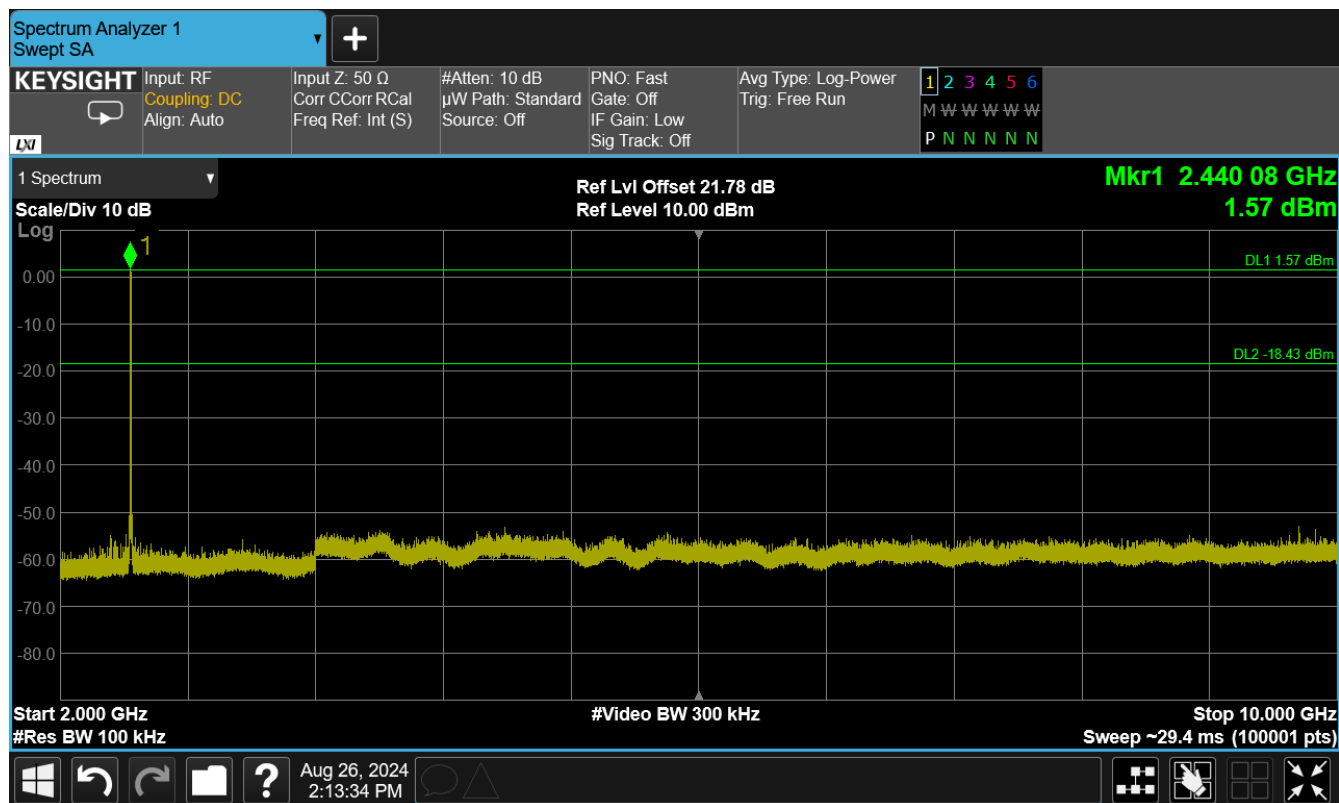 Spectrum Analyzer 1
Swept SA
KEYSIGHT
LXI
Input: RF
Coupling: DC
Align: Auto
Input Z: 50 Ω
Corr CCorr RCal
Freq Ref: Int (S)
#Atten: 10 dB
µW Path: Standard
Source: Off
PNO: Fast
Gate: Off
IF Gain: Low
Sig Track: Off
Avg Type: Log-Power
Trig: Free Run
1 2 3 4 5 6
M W W W W W
P N N N N N
1 Spectrum
Scale/Div 10 dB
Log
Ref Lvl Offset 21.78 dB
Ref Level 10.00 dBm
Mkr1 2.440 08 GHz
1.57 dBm
1
DL1 1.57 dBm
0.00
-10.0
DL2 -18.43 dBm
-20.0
-30.0
-40.0
-50.0
-60.0
-70.0
-80.0
Start 2.000 GHz
#Res BW 100 kHz
#Video BW 300 kHz
Stop 10.000 GHz
Sweep ~29.4 ms (100001 pts)
?
Aug 26, 2024
2:13:34 PM